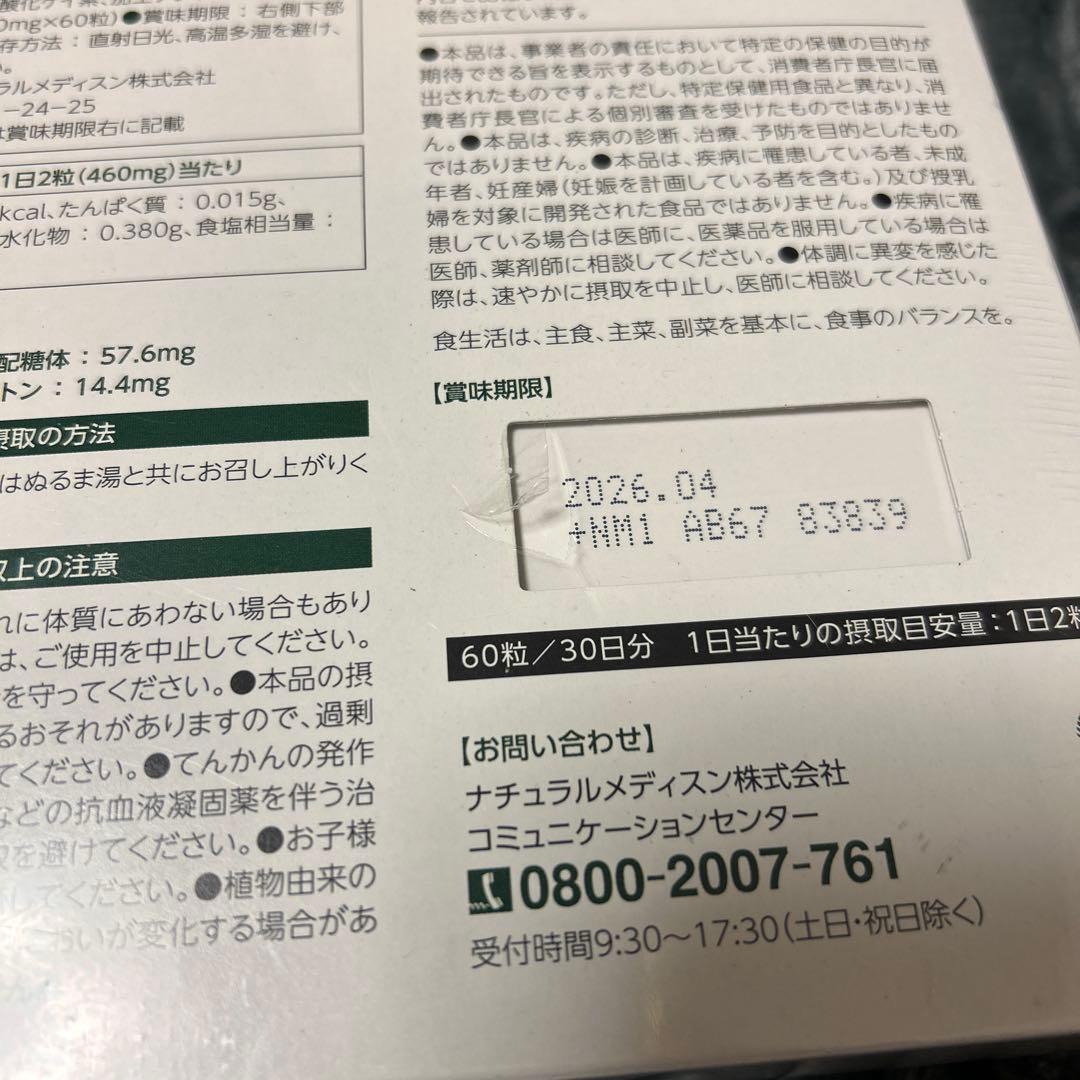 酸化ケイ素、
0mg×60粒)●賞味期限：右側下部
存方法：直射日光、高温多湿を避け、
い。
ラルメディスン株式会社
-24-25
は賞味期限右に記載
1日2粒(460mg)当たり
kcal、たんぱく質：0.015g、
水化物：0.380g、食塩相当量：
配糖体：57.6mg
トン：14.4mg
摂取の方法
はぬるま湯と共にお召し上がりく
上の注意
れに体質にあわない場合もあり
は、ご使用を中止してください。
を守ってください。●本品の摂
るおそれがありますので、過剰
てください。●てんかんの発作
などの抗血液凝固薬を伴う治
を避けてください。●お子様
してください。●植物由来の
においが変化する場合があ
報告されています。
●本品は、事業者の責任において特定の保健の目的が
期待できる旨を表示するものとして、消費者庁長官に届
出されたものです。ただし、特定保健用食品と異なり、消
費者庁長官による個別審査を受けたものではありませ
ん。●本品は、疾病の診断、治療、予防を目的としたもの
ではありません。●本品は、疾病に罹患している者、未成
年者、妊産婦(妊娠を計画している者を含む。)及び授乳
婦を対象に開発された食品ではありません。●疾病に罹
患している場合は医師に、医薬品を服用している場合は
医師、薬剤師に相談してください。●体調に異変を感じた
際は、速やかに摂取を中止し、医師に相談してください。
食生活は、主食、主菜、副菜を基本に、食事のバランスを。
【賞味期限】
2026.04
+NM1 AB67 83839
60粒／30日分 1日当たりの摂取目安量：1日2粒
【お問い合わせ】
ナチュラルメディスン株式会社
コミュニケーションセンター
0800-2007-761
受付時間9:30～17:30(土日・祝日除く)